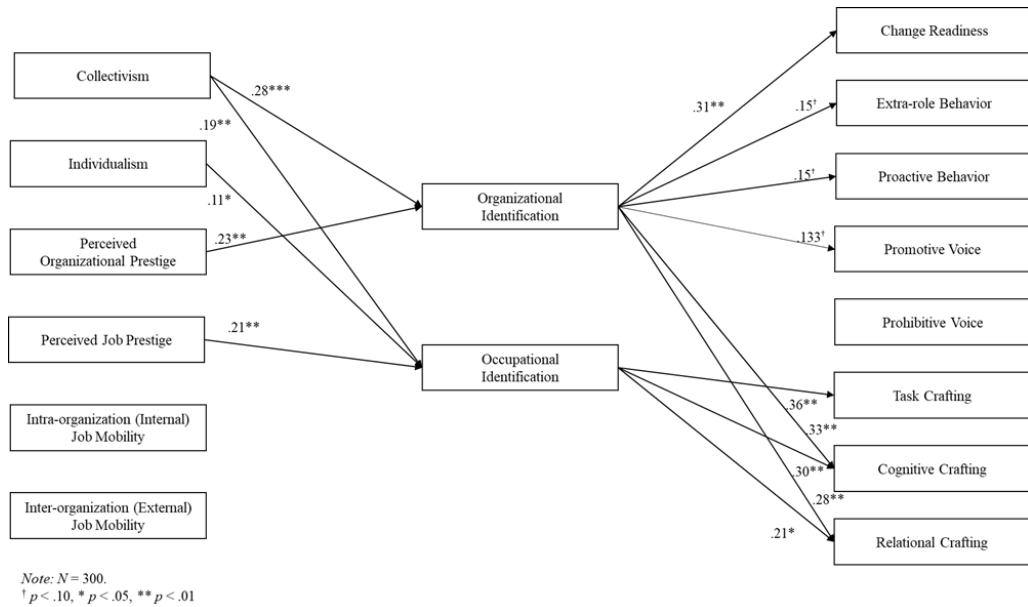 Collectivism
Individualism
Perceived
Organizational Prestige
Perceived Job Prestige
Intra-organization (Internal)
Job Mobility
Inter-organization (External)
Job Mobility
.28***
.19**
.11*
.23**
.21**
Organizational
Identification
Occupational
Identification
.31**
.15†
.15†
.133†
.36**
.33**
.30**
.28**
.21*
Change Readiness
Extra-role Behavior
Proactive Behavior
Promotive Voice
Prohibitive Voice
Task Crafting
Cognitive Crafting
Relational Crafting
Note: N = 300.
† p < .10, * p < .05, ** p < .01